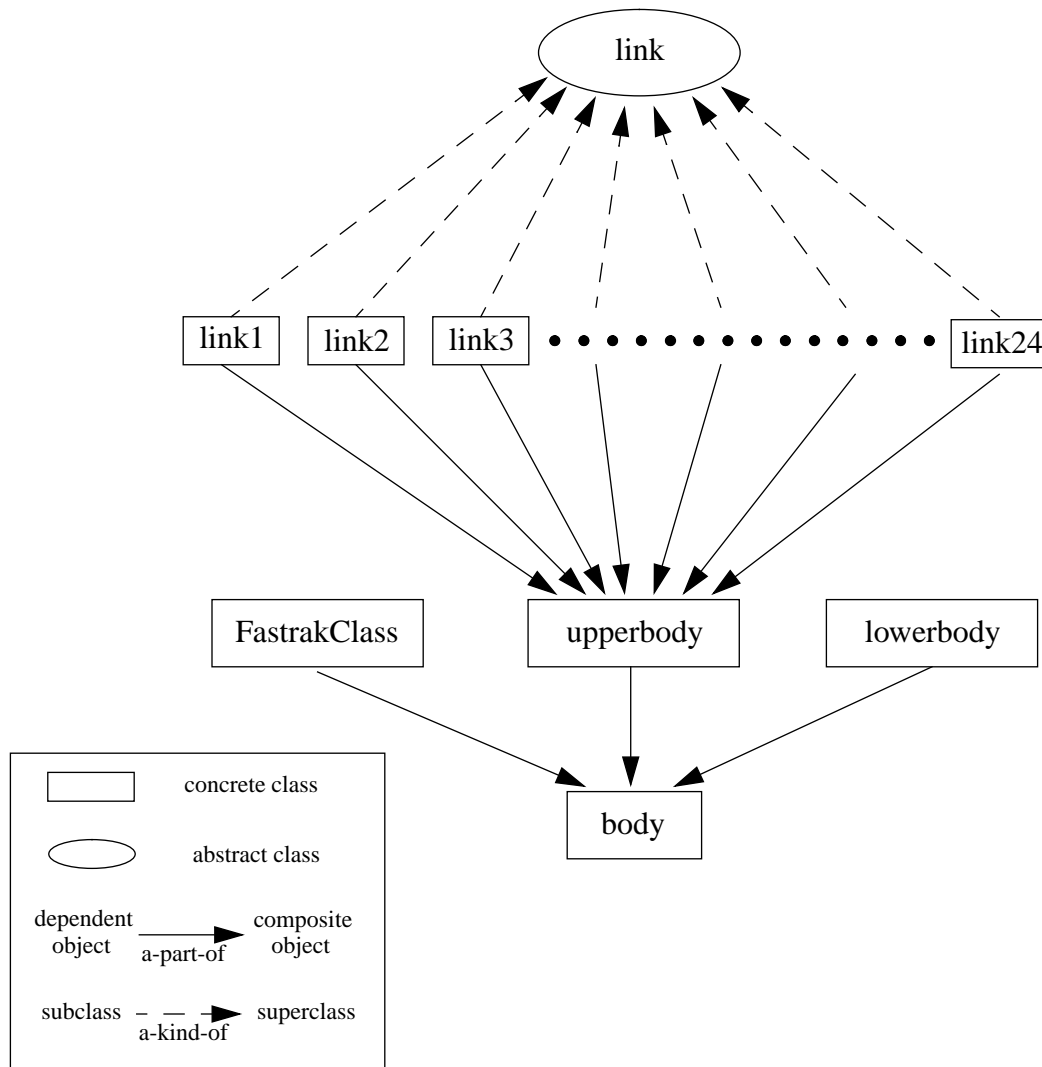 link
link1
link2
link3
link24
FastrakClass
upperbody
lowerbody
body
concrete class
abstract class
dependent
object
a-part-of
composite
object
subclass
a-kind-of
superclass